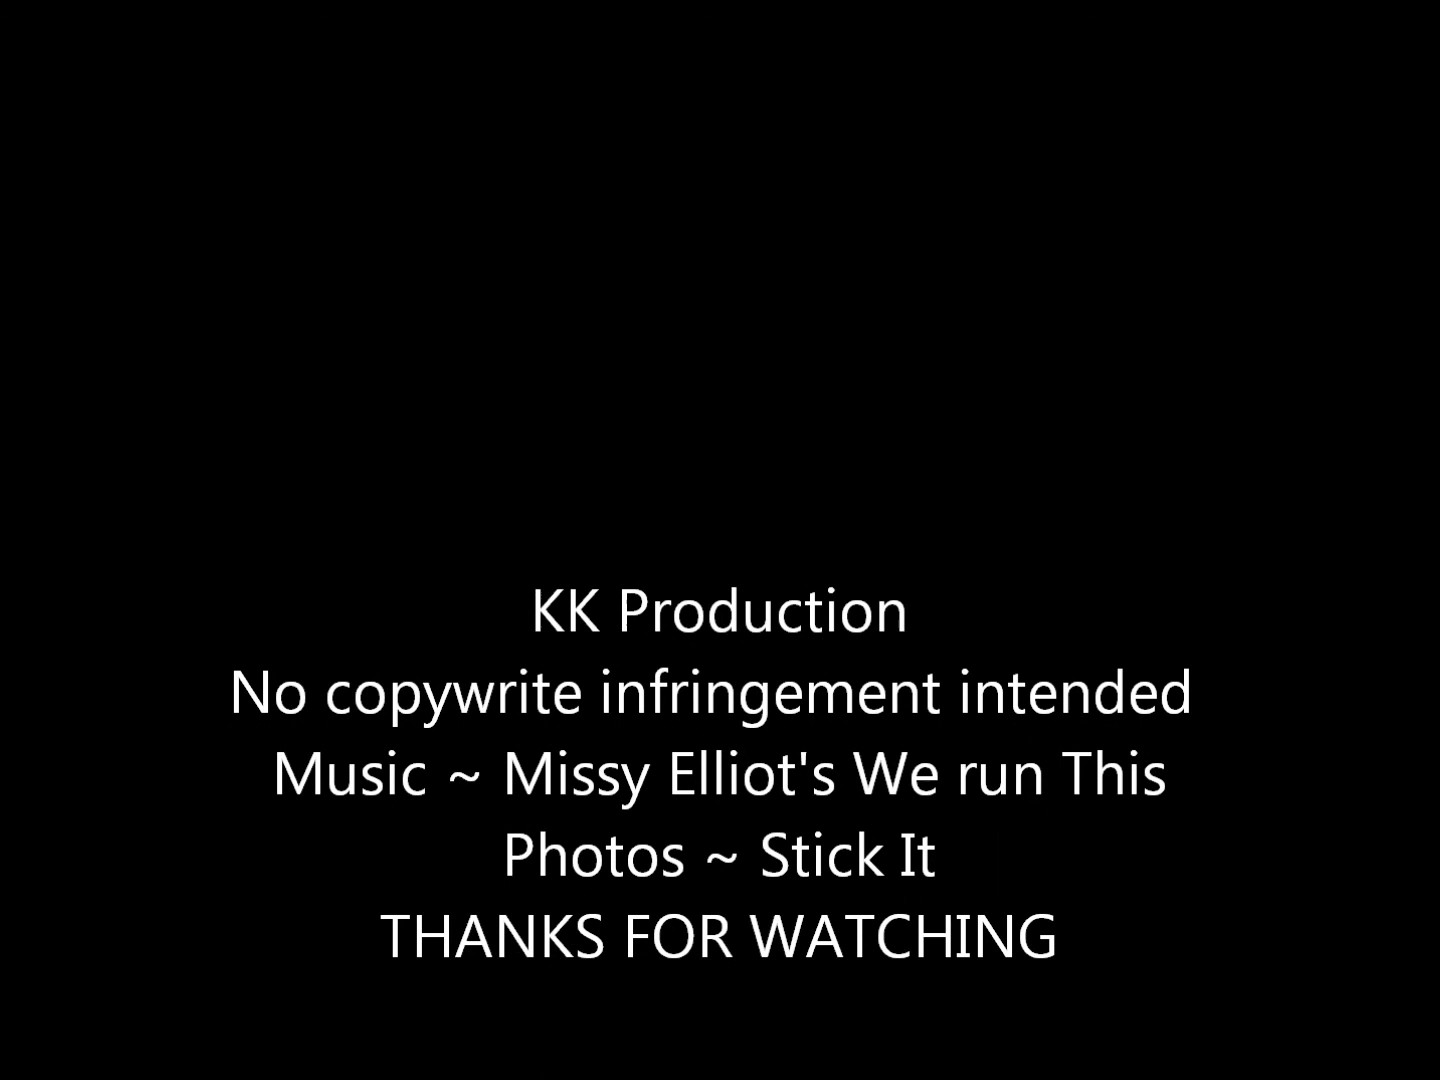 KK Production
No copywrite infringement intended
Music ~ Missy Elliot's We run This
Photos ~ Stick It
THANKS FOR WATCHING